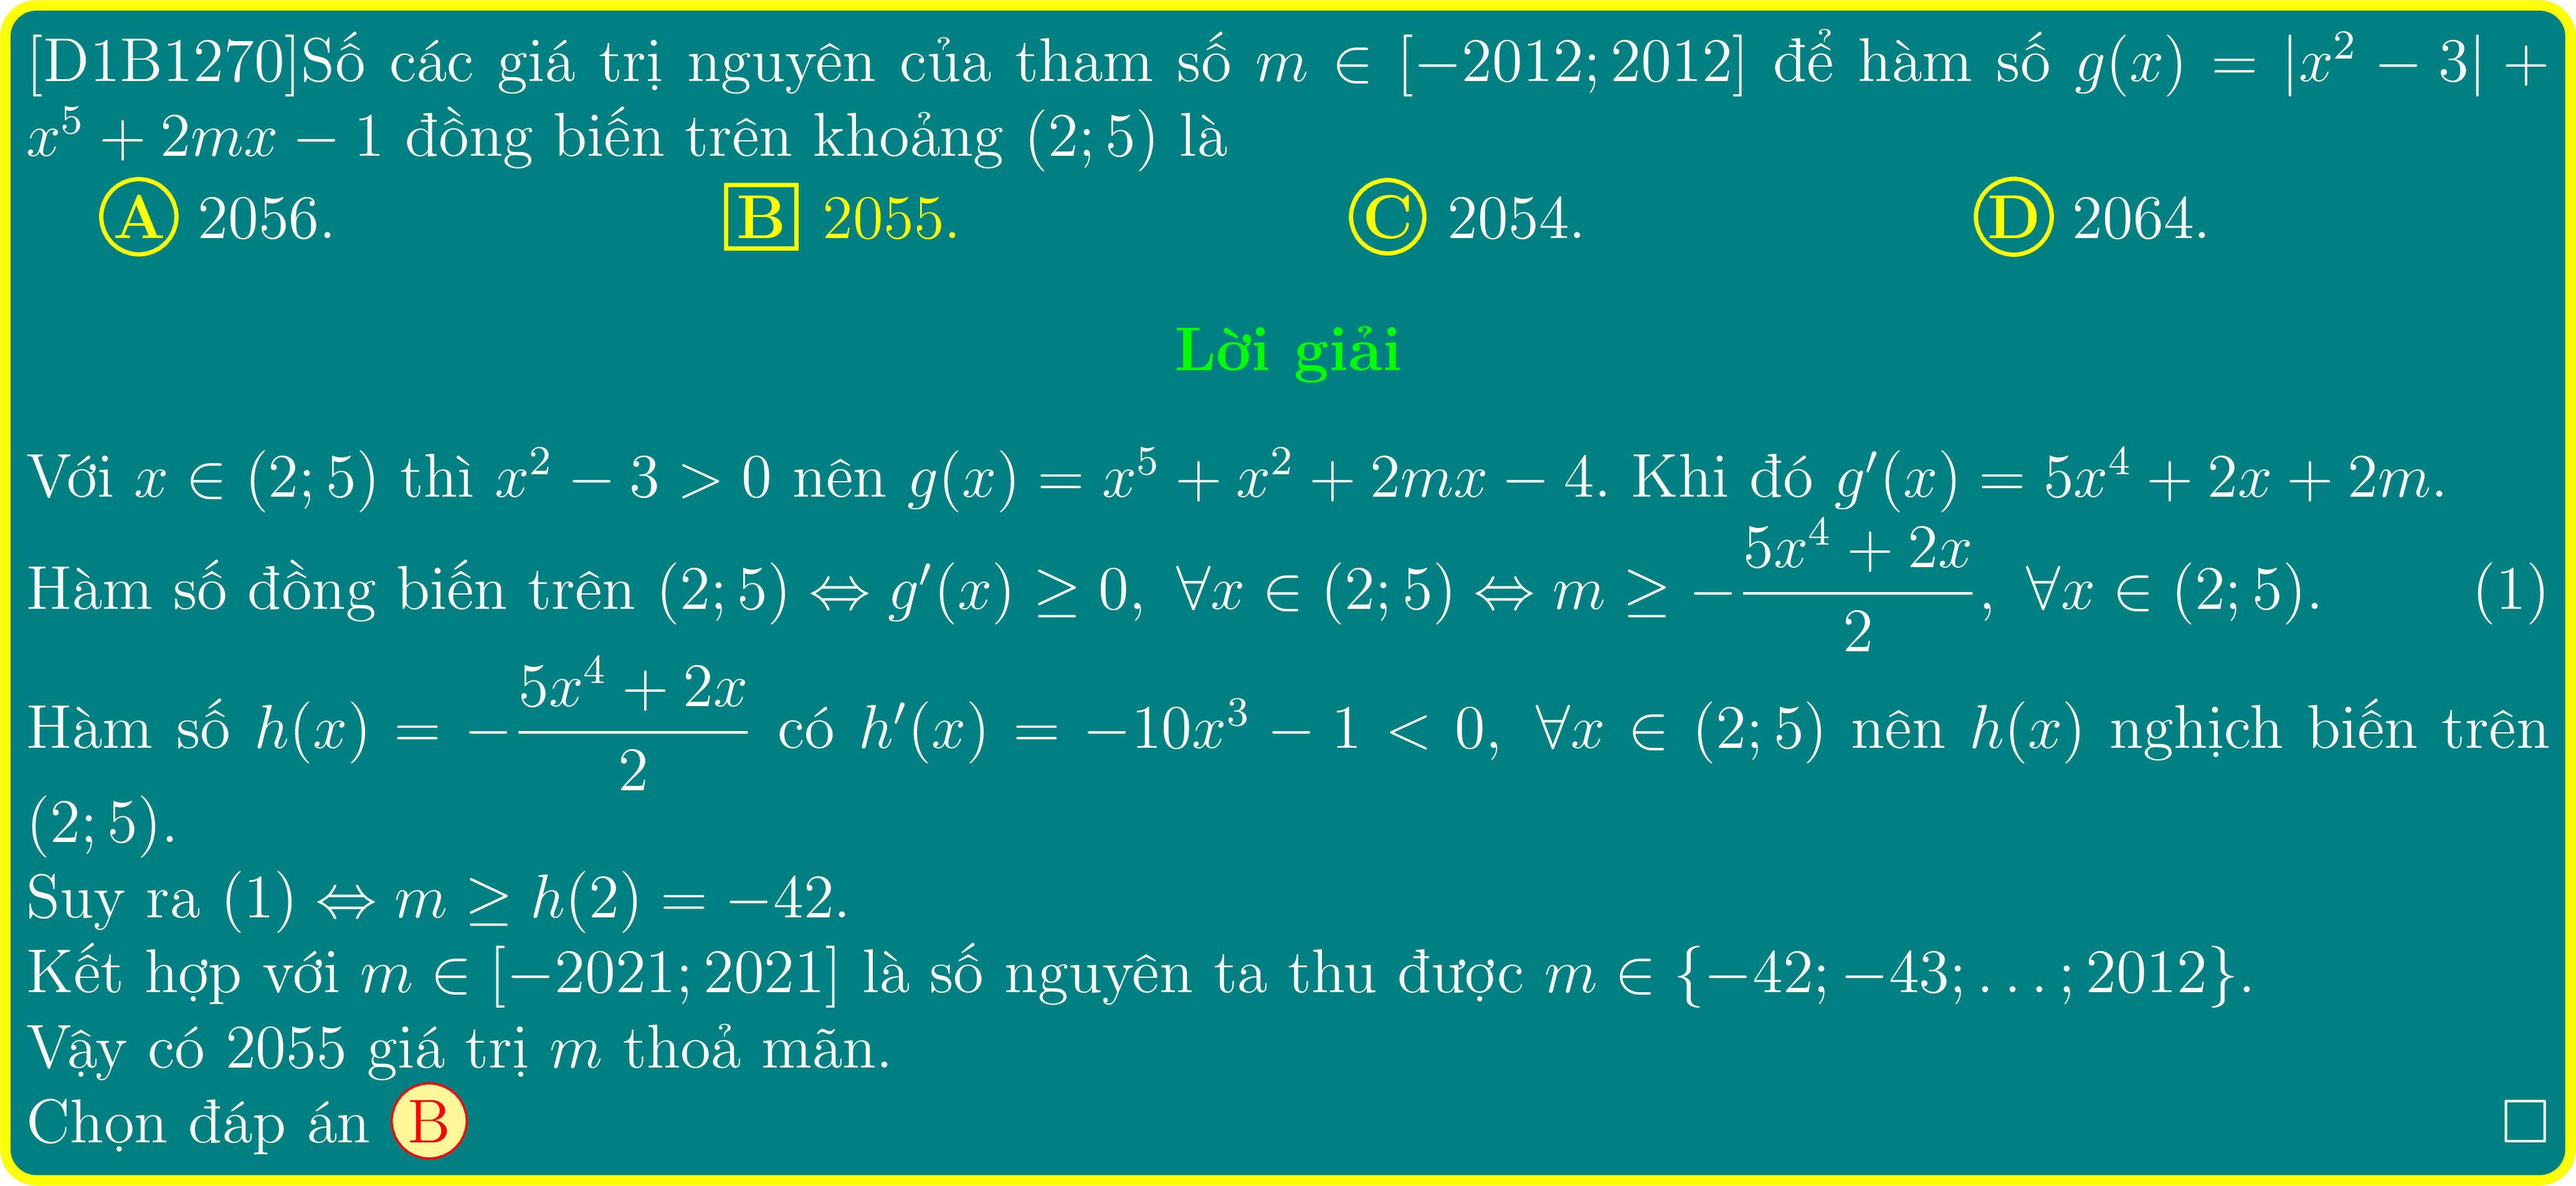 [D1B1270]Số các giá trị nguyên của tham số $m \in [-2012; 2012]$ để hàm số $g(x) = |x^2 - 3| +$
$x^5 + 2mx - 1$ đồng biến trên khoảng $(2; 5)$ là
A 2056. B 2055. C 2054. D 2064.
Lời giải
Với $x \in (2; 5)$ thì $x^2 - 3 > 0$ nên $g(x) = x^5 + x^2 + 2mx - 4$. Khi đó $g'(x) = 5x^4 + 2x + 2m$.
Hàm số đồng biến trên $(2; 5) \Leftrightarrow g'(x) \geq 0, \ \forall x \in (2; 5) \Leftrightarrow m \geq -\frac{5x^4 + 2x}{2}, \ \forall x \in (2; 5)$. (1)
Hàm số $h(x) = -\frac{5x^4 + 2x}{2}$ có $h'(x) = -10x^3 - 1 < 0, \ \forall x \in (2; 5)$ nên $h(x)$ nghịch biến trên
$(2; 5)$.
Suy ra $(1) \Leftrightarrow m \geq h(2) = -42$.
Kết hợp với $m \in [-2021; 2021]$ là số nguyên ta thu được $m \in \{-42; -43; \ldots; 2012\}$.
Vậy có 2055 giá trị $m$ thoả mãn.
Chọn đáp án B □